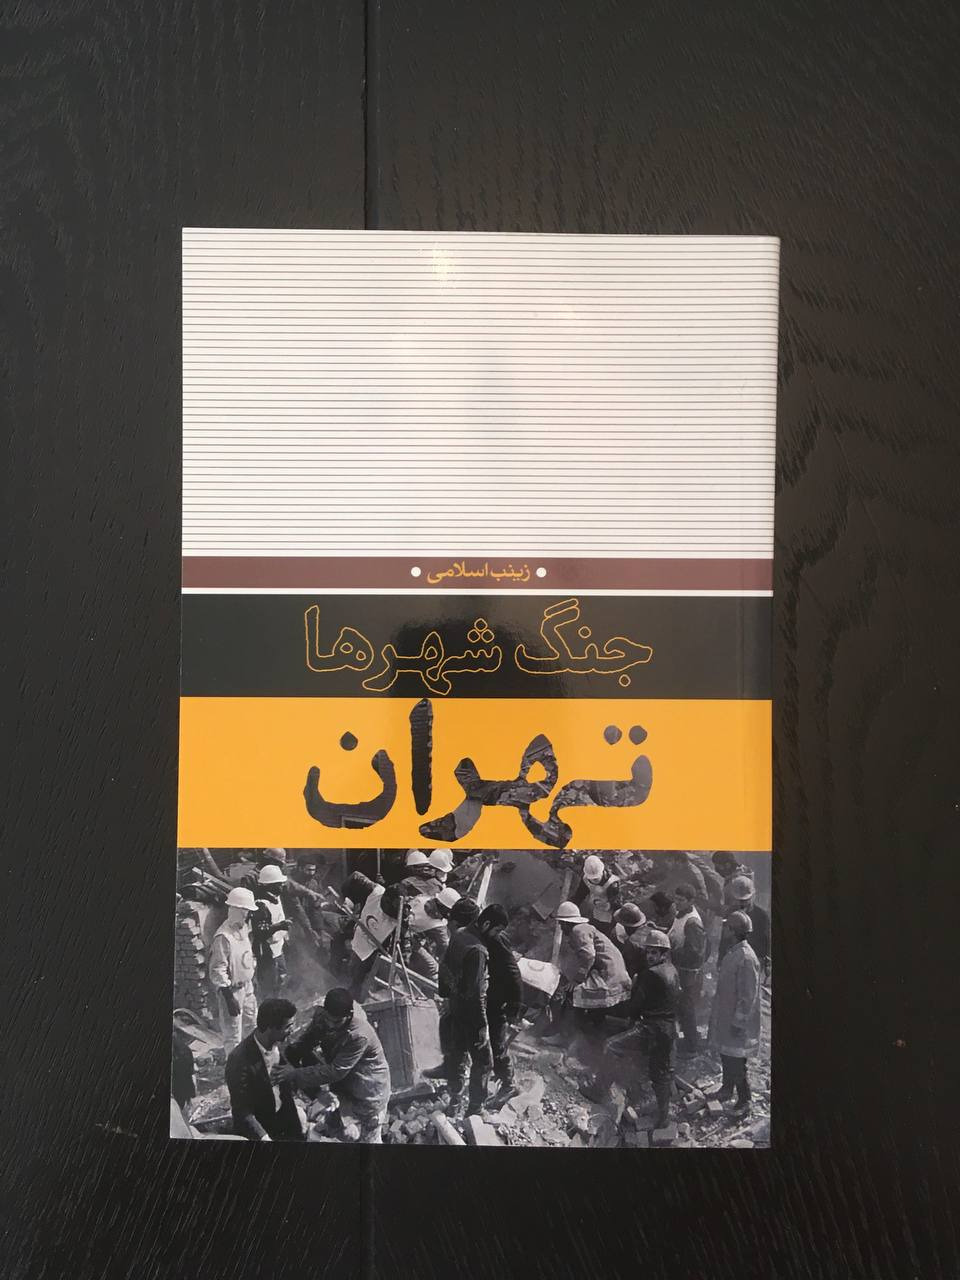 • زینب اسلامی •
جنگ شهرها
تهران